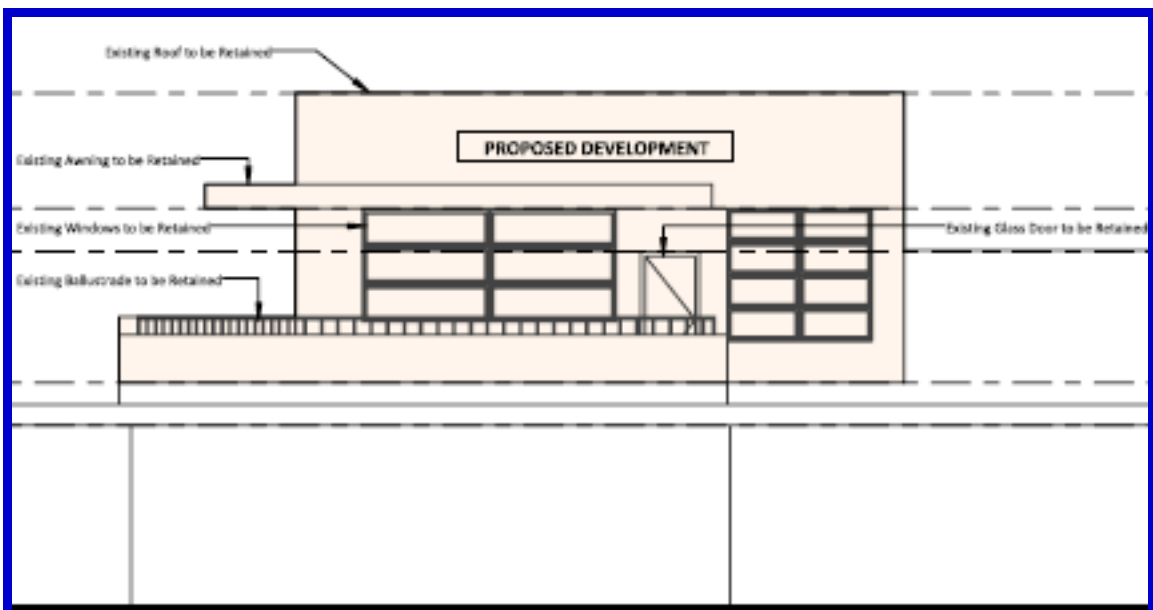 Existing Roof to be Retained
PROPOSED DEVELOPMENT
Existing Awning to be Retained
Existing Windows to be Retained
Existing Glass Door to be Retained
Existing Ballustrade to be Retained